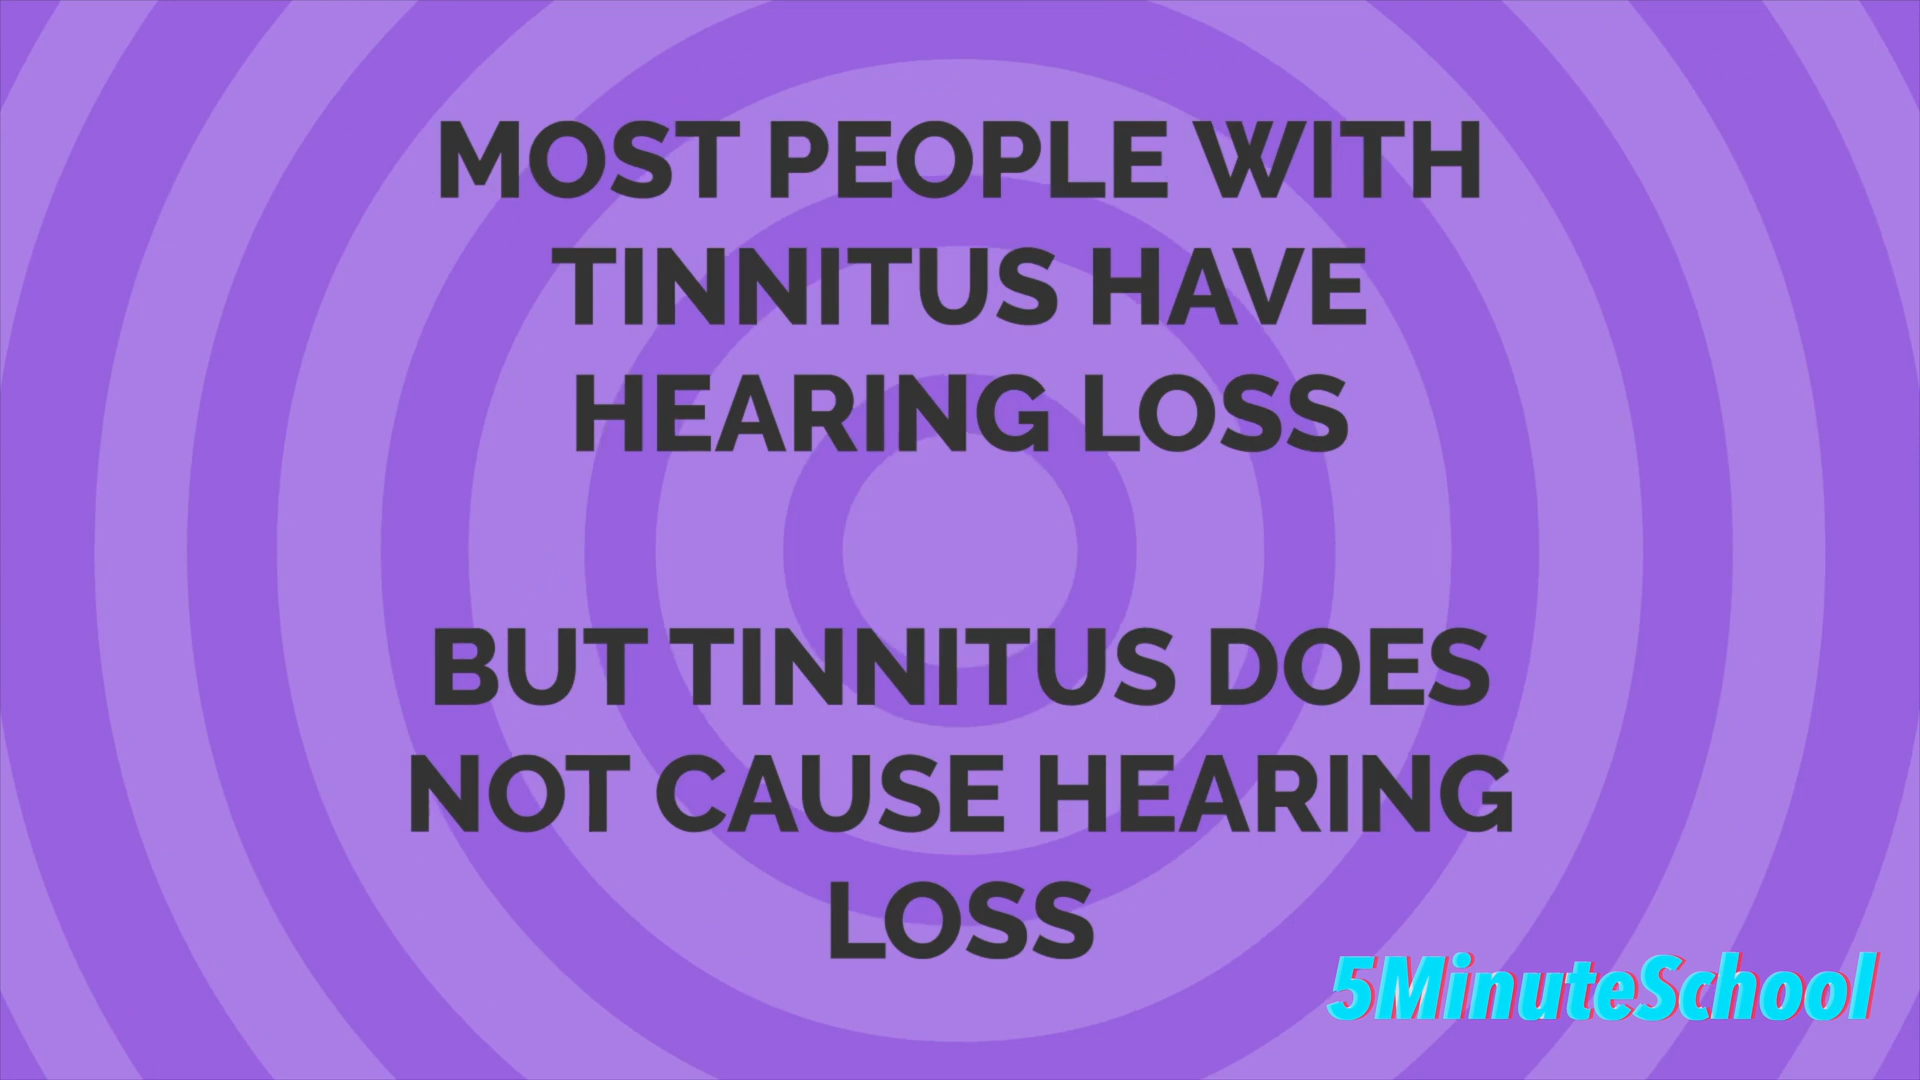 MOST PEOPLE WITH
TINNITUS HAVE
HEARING LOSS
BUT TINNITUS DOES
NOT CAUSE HEARING
LOSS
5MinuteSchool